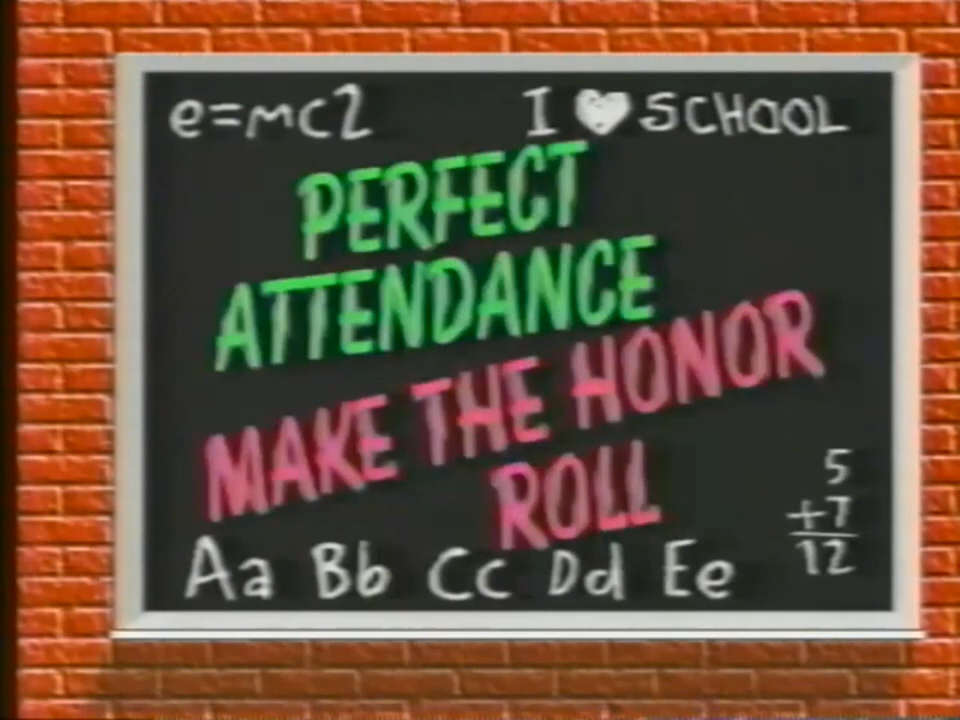 e=mc2
I ♥ SCHOOL
PERFECT
ATTENDANCE
MAKE THE HONOR
ROLL
5
+7
12
Aa Bb Cc Dd Ee